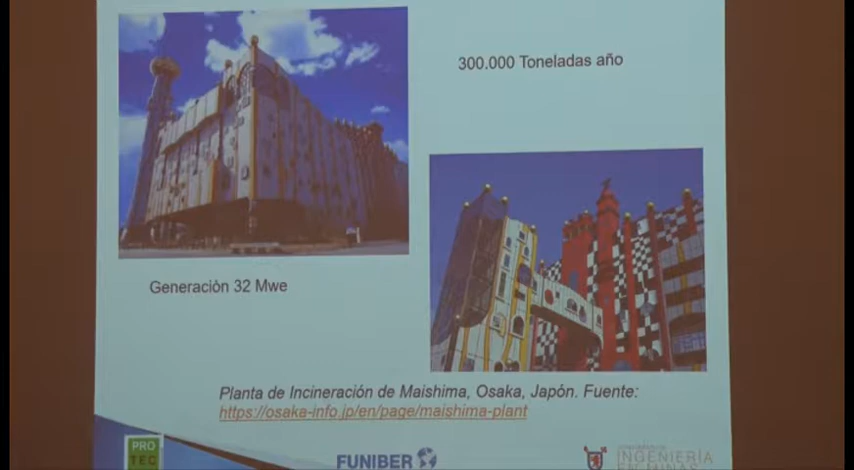 300.000 Toneladas año
Generación 32 Mwe
Planta de Incineración de Maishima, Osaka, Japón. Fuente:
https://osaka-info.jp/en/page/maishima-plant
PRO
TEC
FUNIBER
INGENIERÍA